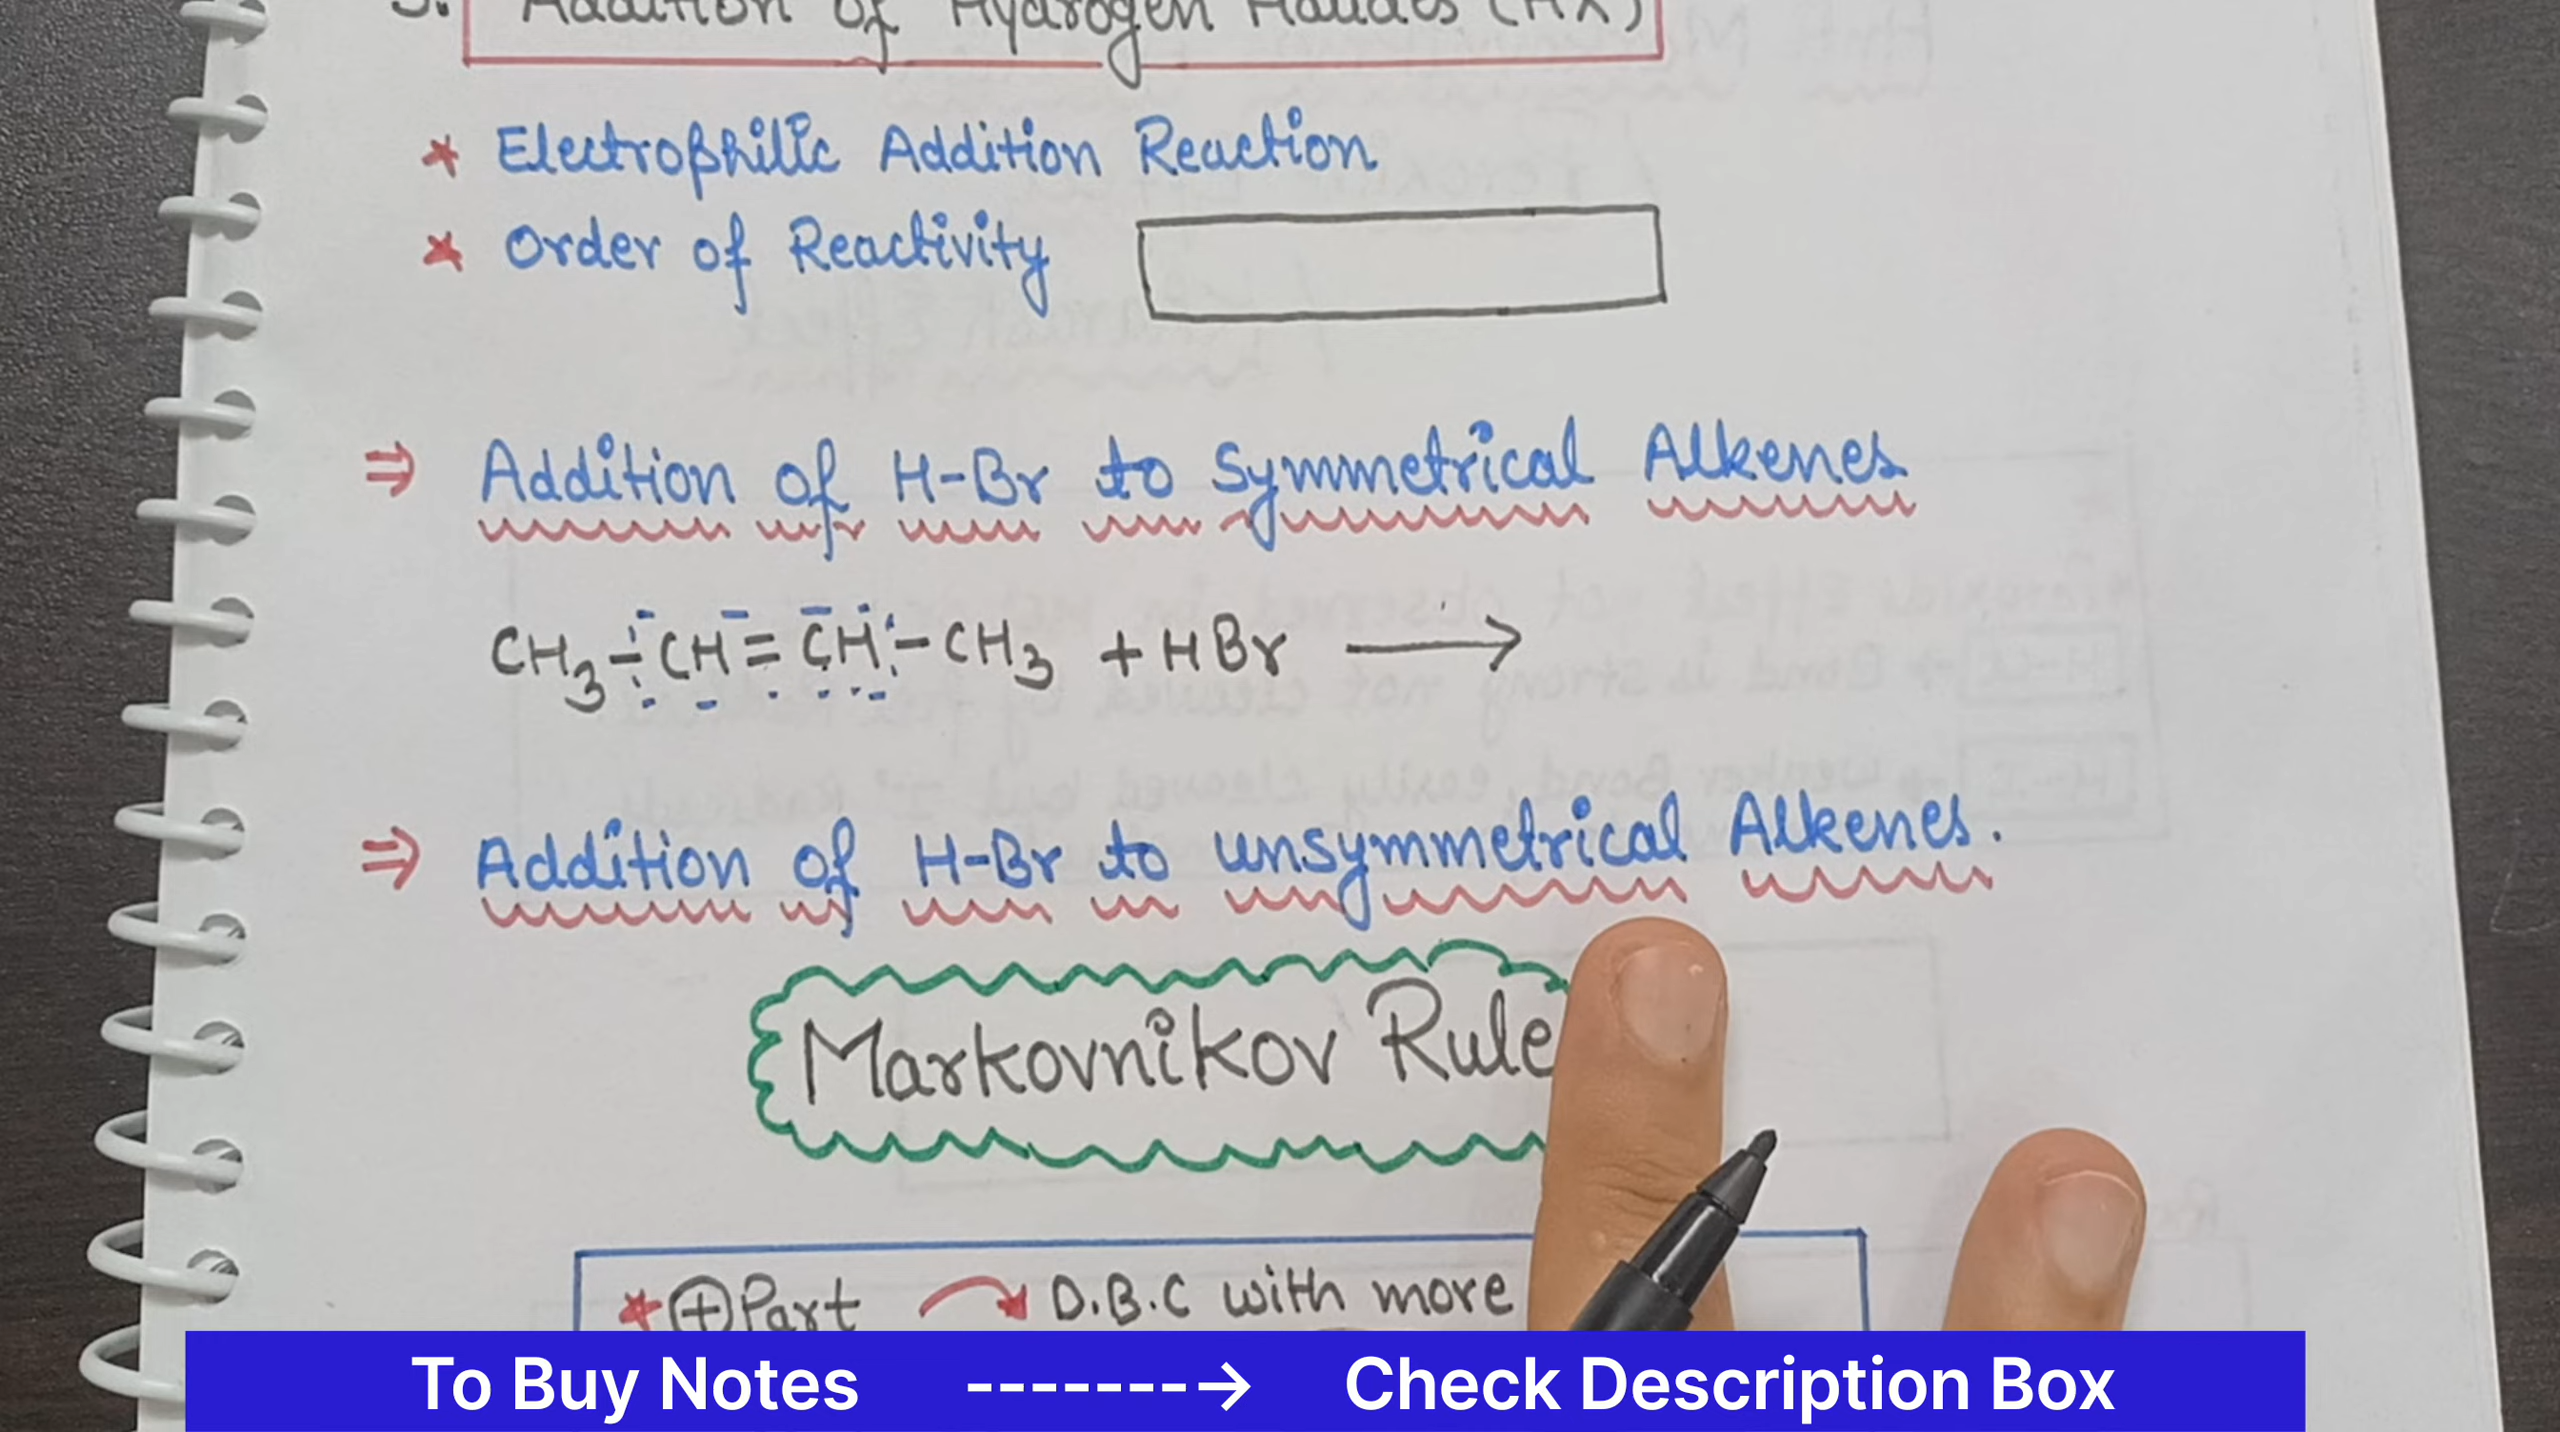 3. Addition of Hydrogen Halides (HX)
* Electrophilic Addition Reaction
* Order of Reactivity
⇒ Addition of H-Br to Symmetrical Alkenes
CH₃-CH=CH-CH₃ + HBr ⟶
⇒ Addition of H-Br to unsymmetrical Alkenes.
Markovnikov Rule
* ⊕Part D.B.C with more
To Buy Notes -------→ Check Description Box